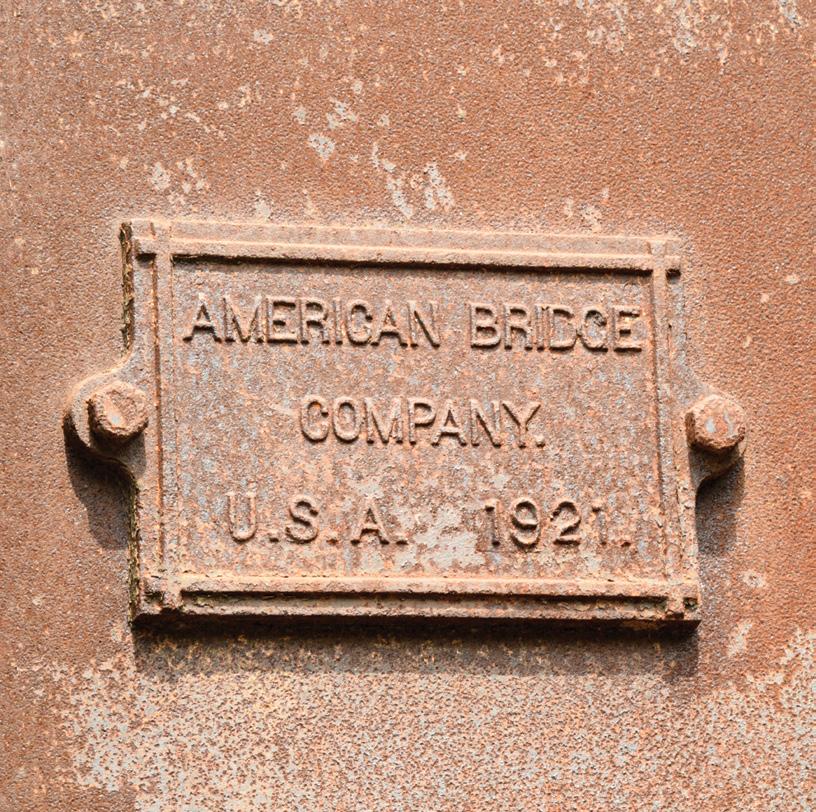 AMERICAN BRIDGE
COMPANY.
U.S.A. 1921.